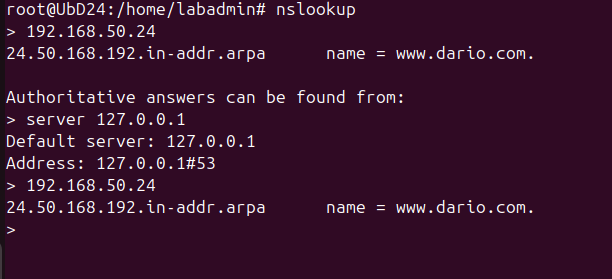 root@UbD24:/home/labadmin# nslookup
> 192.168.50.24
24.50.168.192.in-addr.arpa      name = www.dario.com.

Authoritative answers can be found from:
> server 127.0.0.1
Default server: 127.0.0.1
Address: 127.0.0.1#53
> 192.168.50.24
24.50.168.192.in-addr.arpa      name = www.dario.com.
>